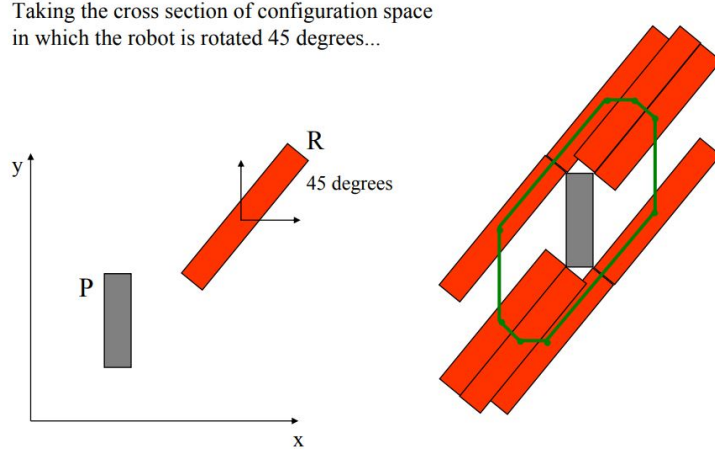 Taking the cross section of configuration space
in which the robot is rotated 45 degrees...
R
y
45 degrees
P
x